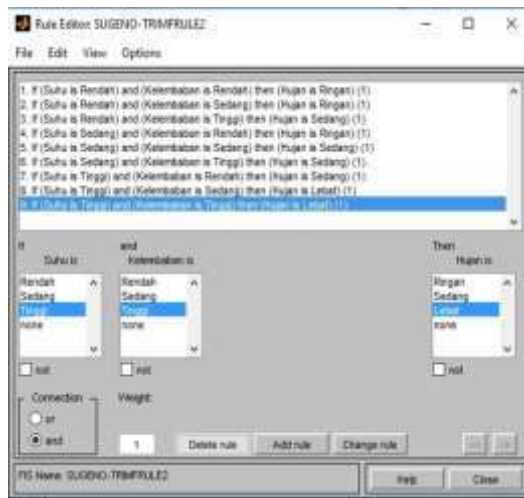 Rule Editor: SUGENO-TRIMFRULE2
File Edit View Options
1. If (Suhu is Rendah) and (Kelembaban is Rendah) then (Hujan is Ringan) (1)
2. If (Suhu is Rendah) and (Kelembaban is Sedang) then (Hujan is Ringan) (1)
3. If (Suhu is Rendah) and (Kelembaban is Tinggi) then (Hujan is Sedang) (1)
4. If (Suhu is Sedang) and (Kelembaban is Rendah) then (Hujan is Ringan) (1)
5. If (Suhu is Sedang) and (Kelembaban is Sedang) then (Hujan is Sedang) (1)
6. If (Suhu is Sedang) and (Kelembaban is Tinggi) then (Hujan is Sedang) (1)
7. If (Suhu is Tinggi) and (Kelembaban is Rendah) then (Hujan is Sedang) (1)
8. If (Suhu is Tinggi) and (Kelembaban is Sedang) then (Hujan is Lebat) (1)
9. If (Suhu is Tinggi) and (Kelembaban is Tinggi) then (Hujan is Lebat) (1)
If and Then
Suhu is Kelembaban is Hujan is
Rendah Rendah Ringan
Sedang Sedang Sedang
Tinggi Tinggi Lebat
none none none
not not not
Connection Weight:
or
and 1 Delete rule Add rule Change rule << >>
FIS Name: SUGENO-TRIMFRULE2 Help Close